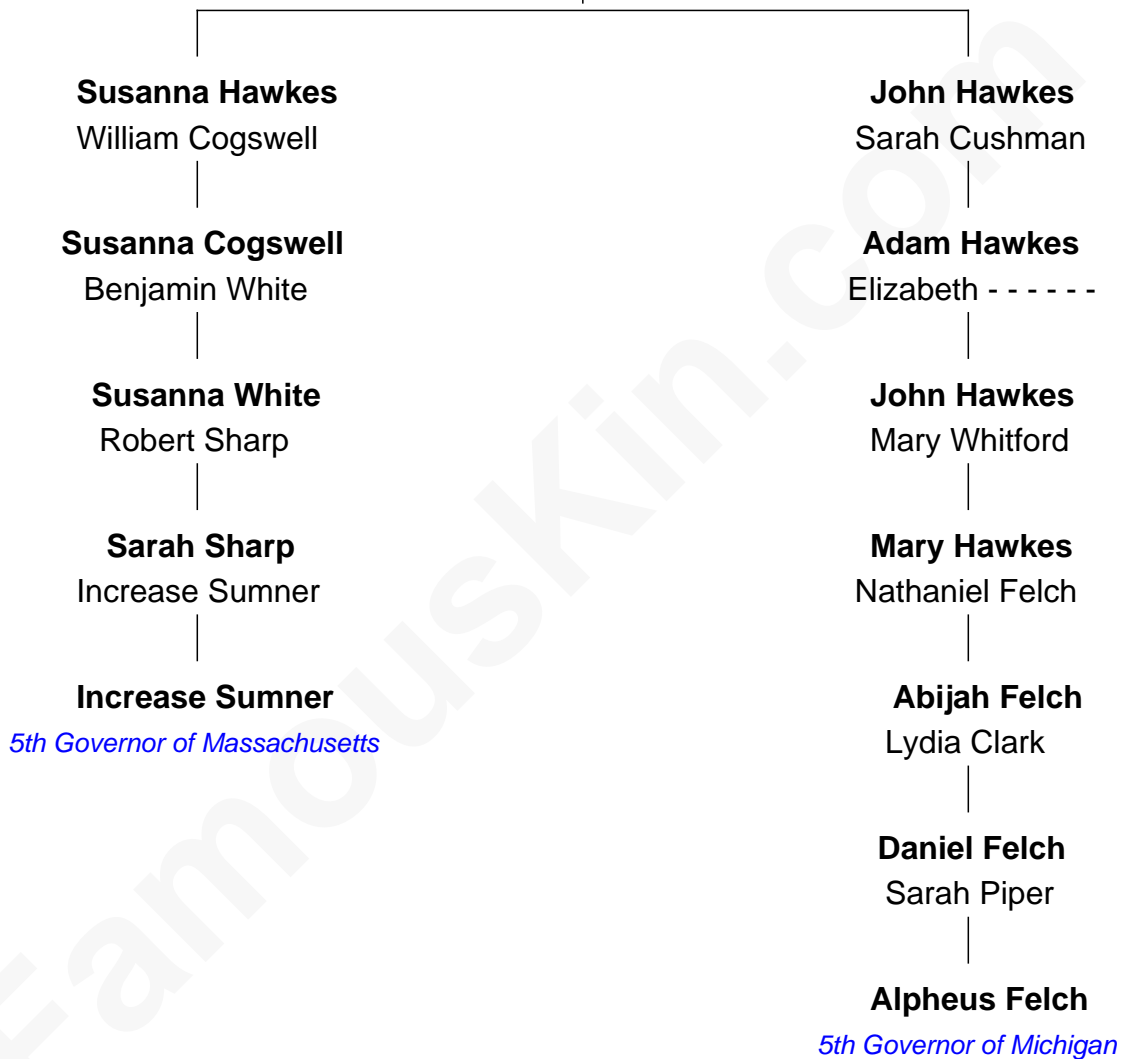 Susanna Hawkes
William Cogswell
Susanna Cogswell
Benjamin White
Susanna White
Robert Sharp
Sarah Sharp
Increase Sumner
Increase Sumner
5th Governor of Massachusetts
John Hawkes
Sarah Cushman
Adam Hawkes
Elizabeth - - - - - -
John Hawkes
Mary Whitford
Mary Hawkes
Nathaniel Felch
Abijah Felch
Lydia Clark
Daniel Felch
Sarah Piper
Alpheus Felch
5th Governor of Michigan
FamousKin.com